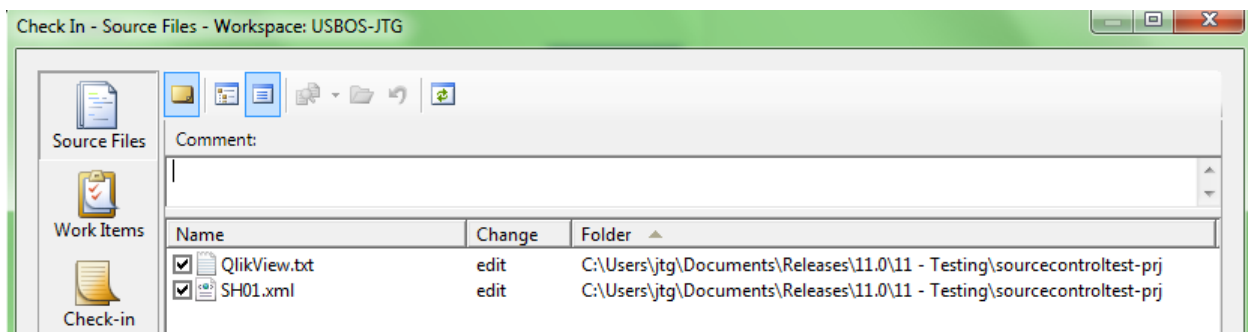 Check In - Source Files - Workspace: USBOS-JTG
Source Files
Comment:
Work Items
Name Change Folder
QlikView.txt edit C:\Users\jtg\Documents\Releases\11.0\11 - Testing\sourcecontroltest-prj
SH01.xml edit C:\Users\jtg\Documents\Releases\11.0\11 - Testing\sourcecontroltest-prj
Check-in